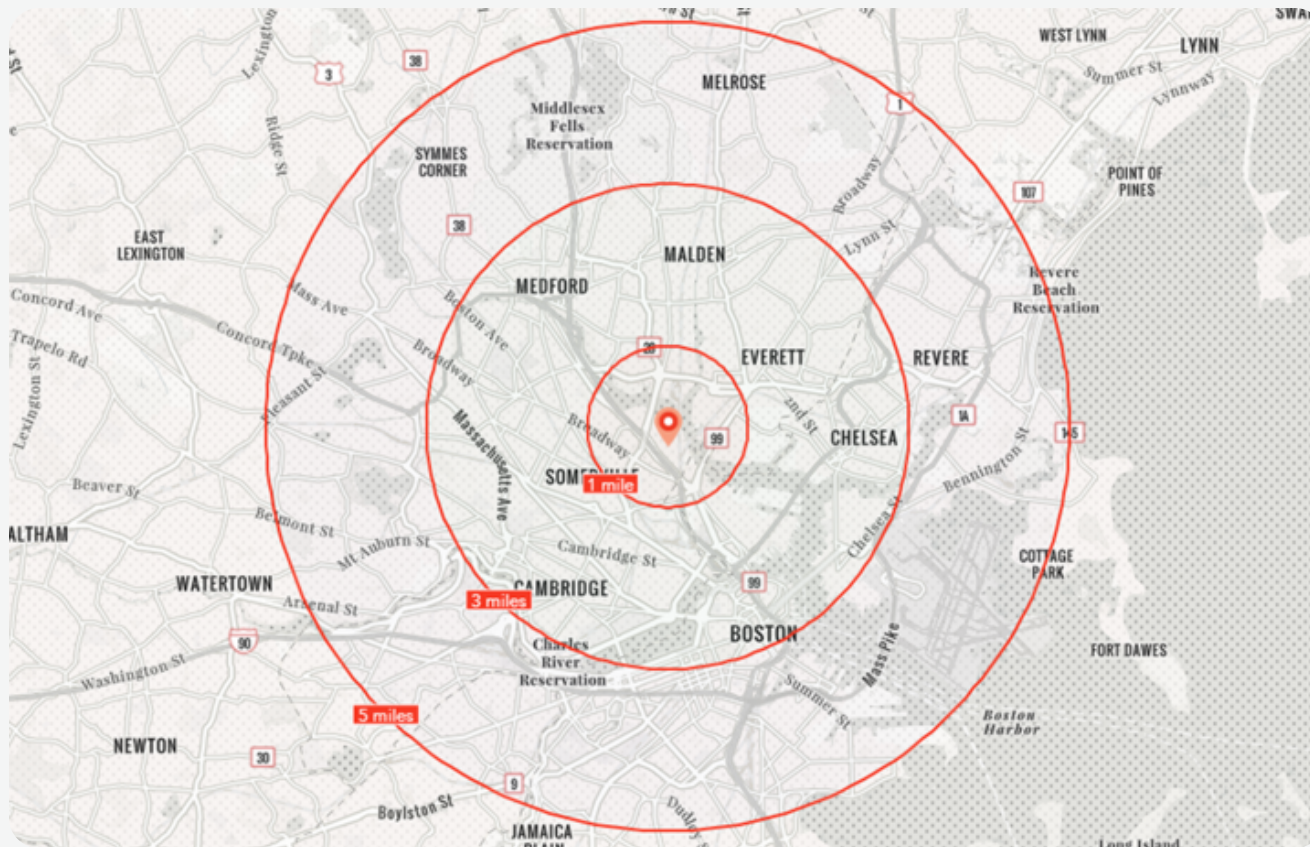 SWA
Lexington
38
3
WEST LYNN
LYNN
MELROSE
Summer St
Lynnway
1
Middlesex
Fells
Reservation
Ridge St
SYMMES
CORNER
Broadway
107
POINT OF
PINES
38
EAST
LEXINGTON
Lynn St
MALDEN
MEDFORD
Revere
Beach
Reservation
Mass Ave
Concord Ave
Boston Ave
Concord Tpke
Trapelo Rd
28
Broadway
EVERETT
REVERE
Pleasant St
Lexington St
2nd St
1A
Broadway
99
CHELSEA
145
Massachusetts Ave
Bennington St
SOMERVILLE
1 mile
Beaver St
Belmont St
Chelsea St
ALTHAM
Mt Auburn St
Cambridge St
COTTAGE
PARK
WATERTOWN
CAMBRIDGE
99
3 miles
Arsenal St
BOSTON
90
Charles
River
Reservation
Mass Pike
FORT DAWES
Washington St
Summer St
5 miles
Boston
Harbor
NEWTON
30
9
Boylston St
Dudley S
JAMAICA
PLAIN
Long Island